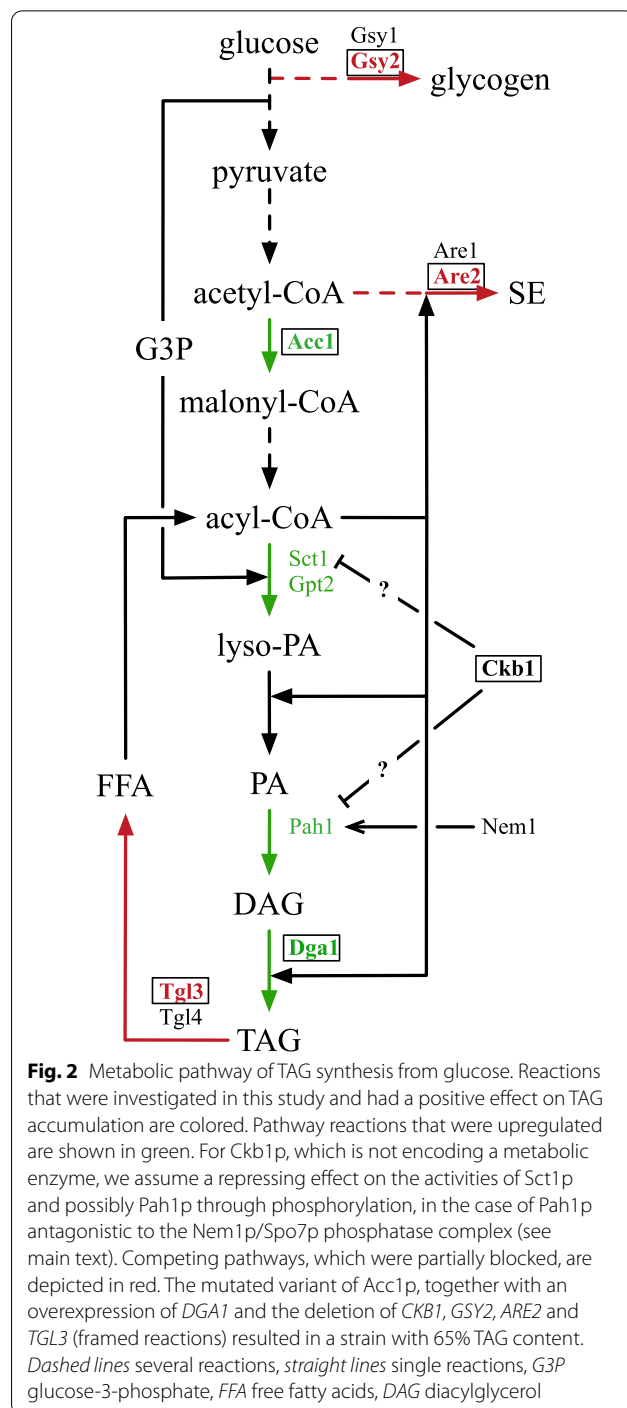 glucose
Gsy1
Gsy2
glycogen
pyruvate
acetyl-CoA
Are1
Are2
SE
Acc1
G3P
malonyl-CoA
acyl-CoA
Sct1
Gpt2
?
lyso-PA
Ckb1
?
FFA
PA
Pah1
Nem1
DAG
Dga1
Tgl3
Tgl4
TAG
Fig. 2 Metabolic pathway of TAG synthesis from glucose. Reactions
that were investigated in this study and had a positive effect on TAG
accumulation are colored. Pathway reactions that were upregulated
are shown in green. For Ckb1p, which is not encoding a metabolic
enzyme, we assume a repressing effect on the activities of Sct1p
and possibly Pah1p through phosphorylation, in the case of Pah1p
antagonistic to the Nem1p/Spo7p phosphatase complex (see
main text). Competing pathways, which were partially blocked, are
depicted in red. The mutated variant of Acc1p, together with an
overexpression of DGA1 and the deletion of CKB1, GSY2, ARE2 and
TGL3 (framed reactions) resulted in a strain with 65% TAG content.
Dashed lines several reactions, straight lines single reactions, G3P
glucose-3-phosphate, FFA free fatty acids, DAG diacylglycerol